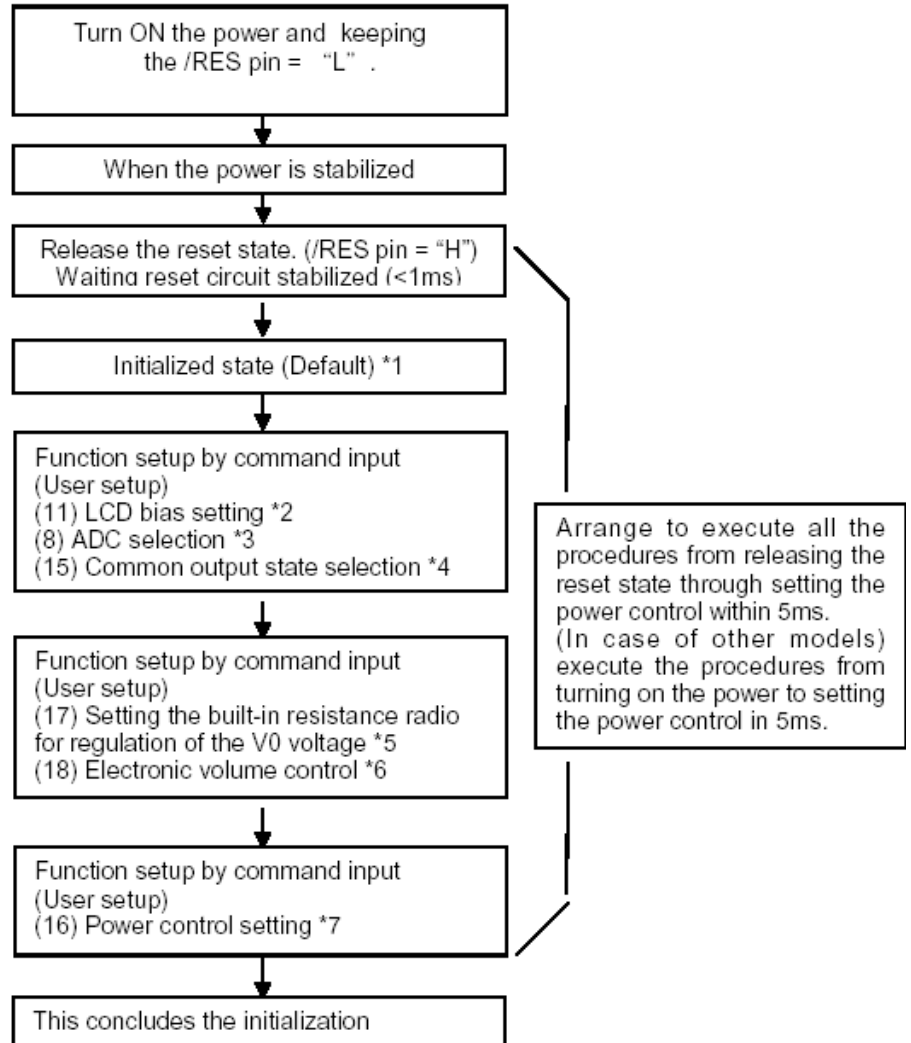 Turn ON the power and keeping
the /RES pin = “L” .
When the power is stabilized
Release the reset state. (/RES pin = “H”)
Waiting reset circuit stabilized (<1ms)
Initialized state (Default) *1
Function setup by command input
(User setup)
(11) LCD bias setting *2
(8) ADC selection *3
(15) Common output state selection *4
Function setup by command input
(User setup)
(17) Setting the built-in resistance radio
for regulation of the V0 voltage *5
(18) Electronic volume control *6
Function setup by command input
(User setup)
(16) Power control setting *7
This concludes the initialization
Arrange to execute all the
procedures from releasing the
reset state through setting the
power control within 5ms.
(In case of other models)
execute the procedures from
turning on the power to setting
the power control in 5ms.